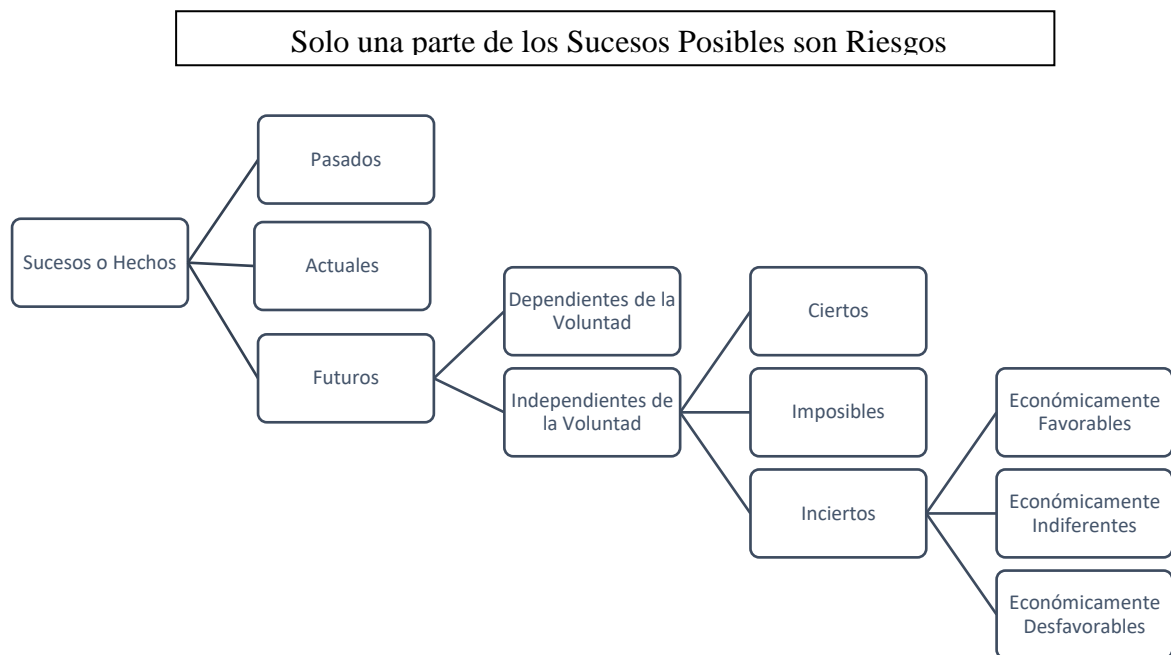 Solo una parte de los Sucesos Posibles son Riesgos
Sucesos o Hechos
Pasados
Actuales
Futuros
Dependientes de la
Voluntad
Independientes de
la Voluntad
Ciertos
Imposibles
Inciertos
Económicamente
Favorables
Económicamente
Indiferentes
Económicamente
Desfavorables